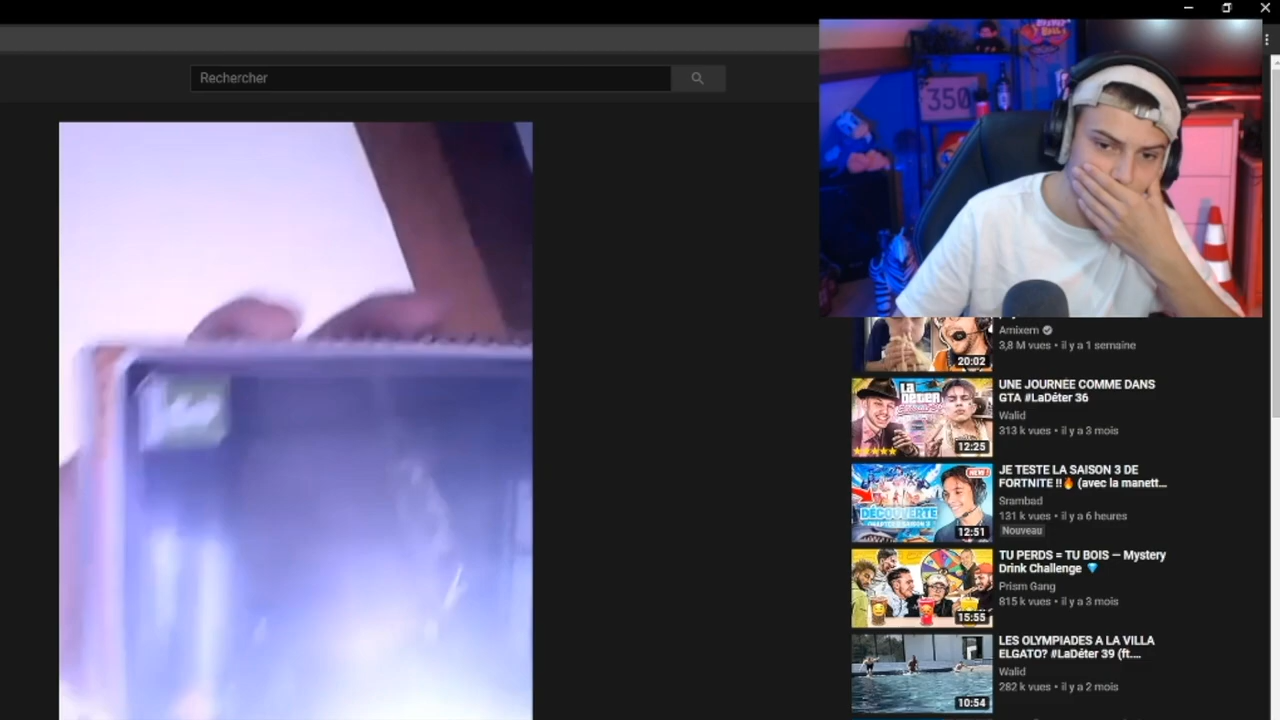 Rechercher
350
Amixem
3,8 M vues • il y a 1 semaine
20:02
LA DETER
12:25
UNE JOURNÉE COMME DANS
GTA #LaDéter 36
Walid
313 k vues • il y a 3 mois
NEW !
DÉCOUVERTE
12:51
JE TESTE LA SAISON 3 DE
FORTNITE !!🔥 (avec la manett...
Srambad
131 k vues • il y a 6 heures
Nouveau
15:55
TU PERDS = TU BOIS — Mystery
Drink Challenge 💎
Prism Gang
815 k vues • il y a 3 mois
10:54
LES OLYMPIADES A LA VILLA
ELGATO? #LaDéter 39 (ft....
Walid
282 k vues • il y a 2 mois